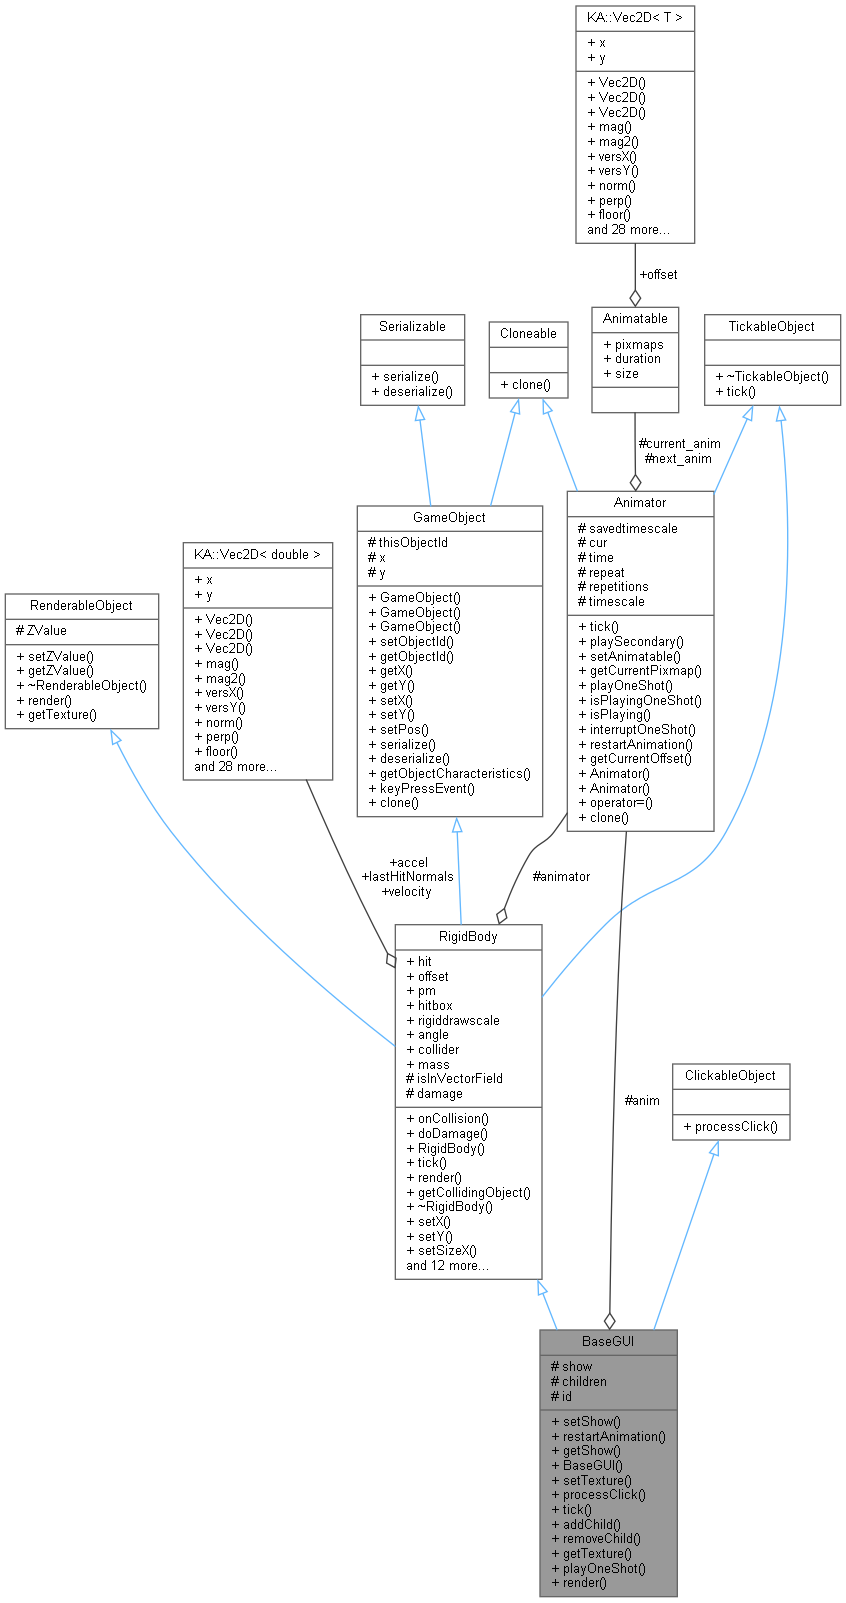 KA::Vec2D< T >
+ x
+ y
+ Vec2D()
+ Vec2D()
+ Vec2D()
+ mag()
+ mag2()
+ versX()
+ versY()
+ norm()
+ perp()
+ floor()
and 28 more...
+offset
Serializable
+ serialize()
+ deserialize()
Cloneable
+ clone()
Animatable
+ pixmaps
+ duration
+ size
TickableObject
+ ~TickableObject()
+ tick()
#current_anim
#next_anim
RenderableObject
# ZValue
+ setZValue()
+ getZValue()
+ ~RenderableObject()
+ render()
+ getTexture()
KA::Vec2D< double >
+ x
+ y
+ Vec2D()
+ Vec2D()
+ Vec2D()
+ mag()
+ mag2()
+ versX()
+ versY()
+ norm()
+ perp()
+ floor()
and 28 more...
GameObject
# thisObjectId
# x
# y
+ GameObject()
+ GameObject()
+ GameObject()
+ setObjectId()
+ getObjectId()
+ getX()
+ getY()
+ setX()
+ setY()
+ setPos()
+ serialize()
+ deserialize()
+ getObjectCharacteristics()
+ keyPressEvent()
+ clone()
Animator
# savedtimescale
# cur
# time
# repeat
# repetitions
# timescale
+ tick()
+ playSecondary()
+ setAnimatable()
+ getCurrentPixmap()
+ playOneShot()
+ isPlayingOneShot()
+ isPlaying()
+ interruptOneShot()
+ restartAnimation()
+ getCurrentOffset()
+ Animator()
+ Animator()
+ operator=()
+ clone()
+accel
+lastHitNormals
+velocity
#animator
RigidBody
+ hit
+ offset
+ pm
+ hitbox
+ rigiddrawscale
+ angle
+ collider
+ mass
# isInVectorField
# damage
+ onCollision()
+ doDamage()
+ RigidBody()
+ tick()
+ render()
+ getCollidingObject()
+ ~RigidBody()
+ setX()
+ setY()
+ setSizeX()
and 12 more...
#anim
ClickableObject
+ processClick()
BaseGUI
# show
# children
# id
+ setShow()
+ restartAnimation()
+ getShow()
+ BaseGUI()
+ setTexture()
+ processClick()
+ tick()
+ addChild()
+ removeChild()
+ getTexture()
+ playOneShot()
+ render()